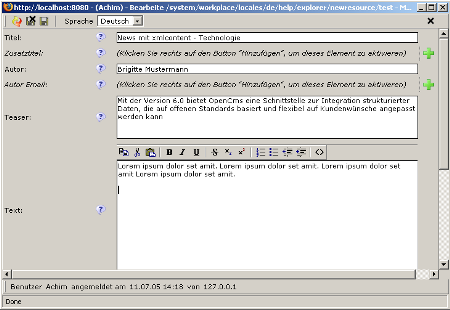 http://localhost:8080 - (Achim) - Bearbeite /system/workplace/locales/de/help/explorer/newresource/test - M...
Sprache Deutsch
Titel: News mit Xmlcontent - Technologie
Zusatztitel: (Klicken Sie rechts auf den Button "Hinzufügen", um dieses Element zu aktivieren)
Autor: Brigitte Mustermann
Autor Email: (Klicken Sie rechts auf den Button "Hinzufügen", um dieses Element zu aktivieren)
Teaser: Mit der Version 6.0 bietet OpenCms eine Schnittstelle zur Integration strukturierter
Daten, die auf offenen Standards basiert und flexibel auf Kundenwünsche angepasst
werden kann
B I U S x₂ x²
Text: Lorem ipsum dolor set amit. Lorem ipsum dolor set amit. Lorem ipsum dolor set
amit Lorem ipsum dolor set amit.
Benutzer Achim angemeldet am 11.07.05 14:18 von 127.0.0.1
Done